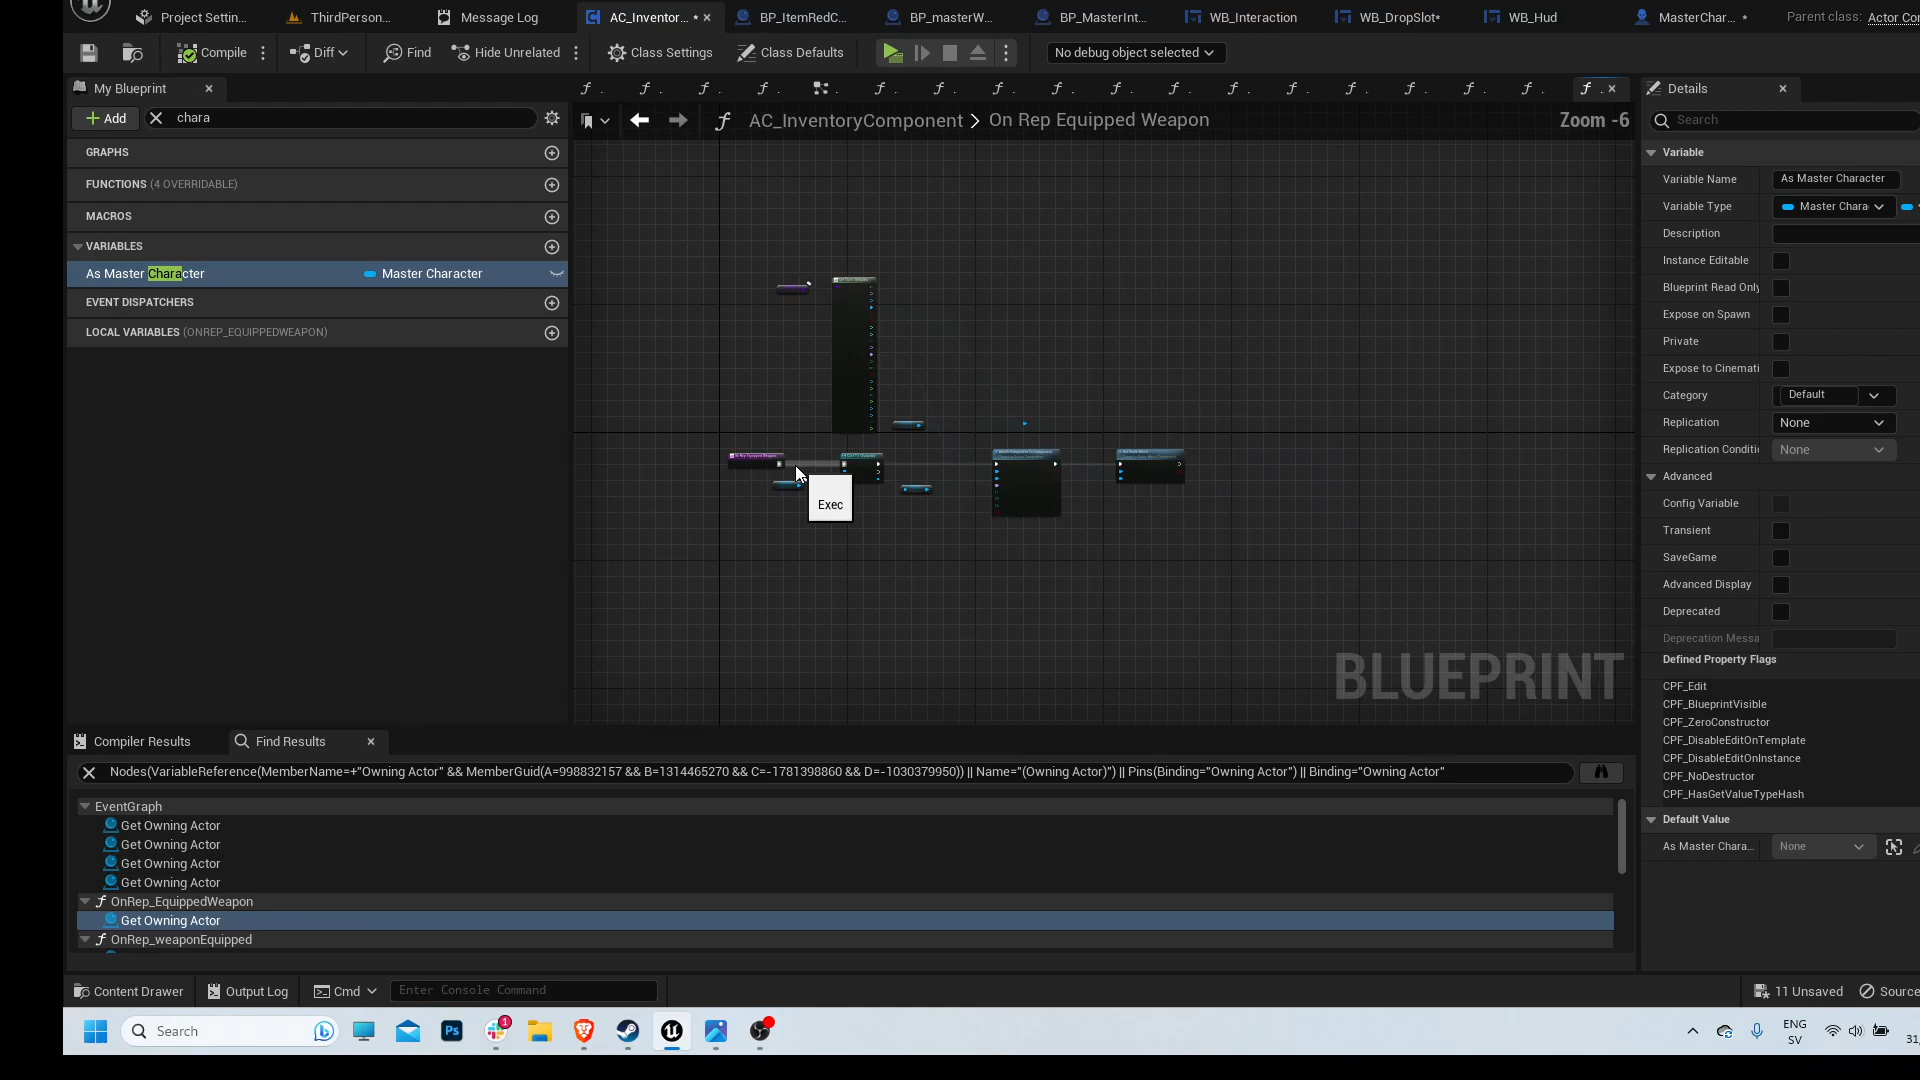 Project Settin...
ThirdPerson...
Message Log
AC_Inventor... *
BP_ItemRedC...
BP_masterW...
BP_MasterInt...
WB_Interaction
WB_DropSlot*
WB_Hud
MasterChar... *
Parent class:
Actor Co
Compile
Diff
Find
Hide Unrelated
Class Settings
Class Defaults
No debug object selected
My Blueprint
Details
Add
chara
AC_InventoryComponent > On Rep Equipped Weapon
Zoom -6
Search
GRAPHS
FUNCTIONS (4 OVERRIDABLE)
MACROS
VARIABLES
As Master Character
Master Character
EVENT DISPATCHERS
LOCAL VARIABLES (ONREP_EQUIPPEDWEAPON)
Exec
BLUEPRINT
Variable
Variable Name
As Master Character
Variable Type
Master Chara
Description
Instance Editable
Blueprint Read Only
Expose on Spawn
Private
Expose to Cinemati
Category
Default
Replication
None
Replication Conditic
None
Advanced
Config Variable
Transient
SaveGame
Advanced Display
Deprecated
Deprecation Messa
Defined Property Flags
CPF_Edit
CPF_BlueprintVisible
CPF_ZeroConstructor
CPF_DisableEditOnTemplate
CPF_DisableEditOnInstance
CPF_NoDestructor
CPF_HasGetValueTypeHash
Default Value
As Master Chara...
None
Compiler Results
Find Results
Nodes(VariableReference(MemberName=+"Owning Actor" && MemberGuid(A=998832157 && B=1314465270 && C=-1781398860 && D=-1030379950)) || Name="(Owning Actor)") || Pins(Binding="Owning Actor") || Binding="Owning Actor"
EventGraph
Get Owning Actor
Get Owning Actor
Get Owning Actor
Get Owning Actor
OnRep_EquippedWeapon
Get Owning Actor
OnRep_weaponEquipped
Content Drawer
Output Log
Cmd
Enter Console Command
11 Unsaved
Source
Search
1
ENG
SV
31